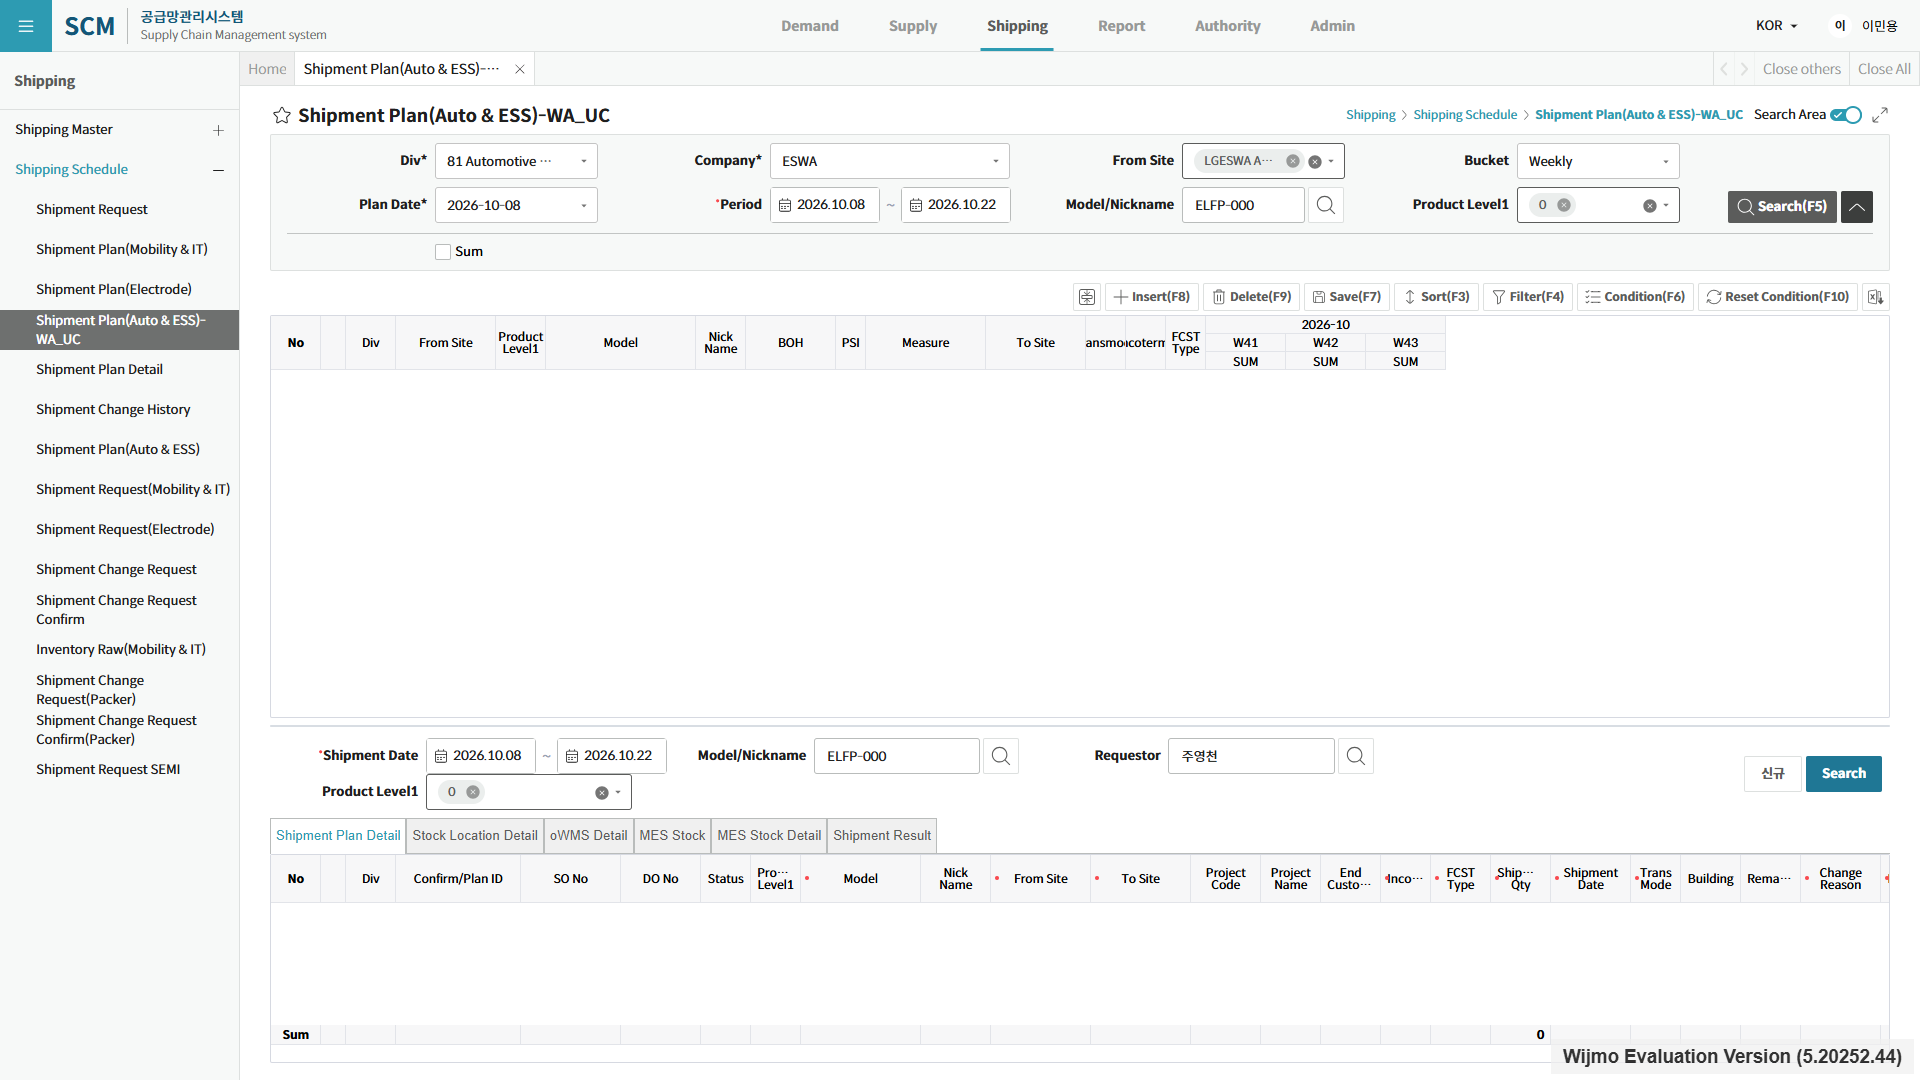 SCM
공급망관리시스템
Supply Chain Management system
Demand
Supply
Shipping
Report
Authority
Admin
KOR
이
이민용
Shipping
Home
Shipment Plan(Auto & ESS)-···
Close others
Close All
Shipping Master
Shipping Schedule
Shipment Request
Shipment Plan(Mobility & IT)
Shipment Plan(Electrode)
Shipment Plan(Auto & ESS)-
WA_UC
Shipment Plan Detail
Shipment Change History
Shipment Plan(Auto & ESS)
Shipment Request(Mobility & IT)
Shipment Request(Electrode)
Shipment Change Request
Shipment Change Request
Confirm
Inventory Raw(Mobility & IT)
Shipment Change
Request(Packer)
Shipment Change Request
Confirm(Packer)
Shipment Request SEMI
Shipment Plan(Auto & ESS)-WA_UC
Shipping > Shipping Schedule > Shipment Plan(Auto & ESS)-WA_UC
Search Area
Div* 81 Automotive ···
Company* ESWA
From Site LGESWA A···
Bucket Weekly
Plan Date* 2026-10-08
*Period 2026.10.08 ~ 2026.10.22
Model/Nickname ELFP-000
Product Level1 0
Search(F5)
Sum
Insert(F8)
Delete(F9)
Save(F7)
Sort(F3)
Filter(F4)
Condition(F6)
Reset Condition(F10)
No
Div
From Site
Product
Level1
Model
Nick
Name
BOH
PSI
Measure
To Site
ansmo
coterm
FCST
Type
2026-10
W41
W42
W43
SUM
SUM
SUM
*Shipment Date 2026.10.08 ~ 2026.10.22
Model/Nickname ELFP-000
Requestor 주영천
신규
Search
Product Level1 0
Shipment Plan Detail
Stock Location Detail
oWMS Detail
MES Stock
MES Stock Detail
Shipment Result
No
Div
Confirm/Plan ID
SO No
DO No
Status
Pro···
Level1
Model
Nick
Name
From Site
To Site
Project
Code
Project
Name
End
Custo···
Inco···
FCST
Type
Ship···
Qty
Shipment
Date
Trans
Mode
Building
Rema···
Change
Reason
Sum
0
Wijmo Evaluation Version (5.20252.44)